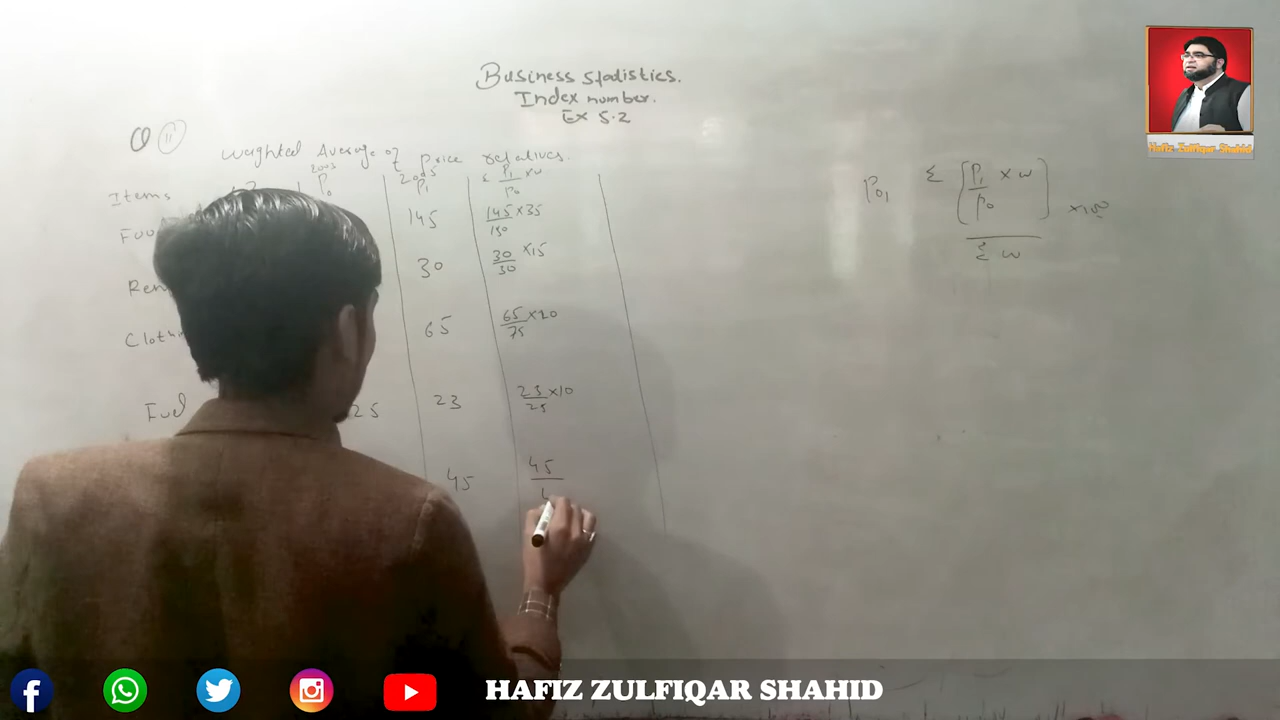 Business Statistics.
Index number.
Ex 5.2
Q 11
Weighted Average of Price relatives.
Items P₀ P₁ P₁/P₀ × w
145 145/150 × 35
30 30/30 × 15
65 65/75 × 20
Fuel 25 23 23/25 × 10
45 45
P₀₁ Σ [P₁/P₀ × w] / Σ w × 100
Hafiz Zulfiqar Shahid
HAFIZ ZULFIQAR SHAHID